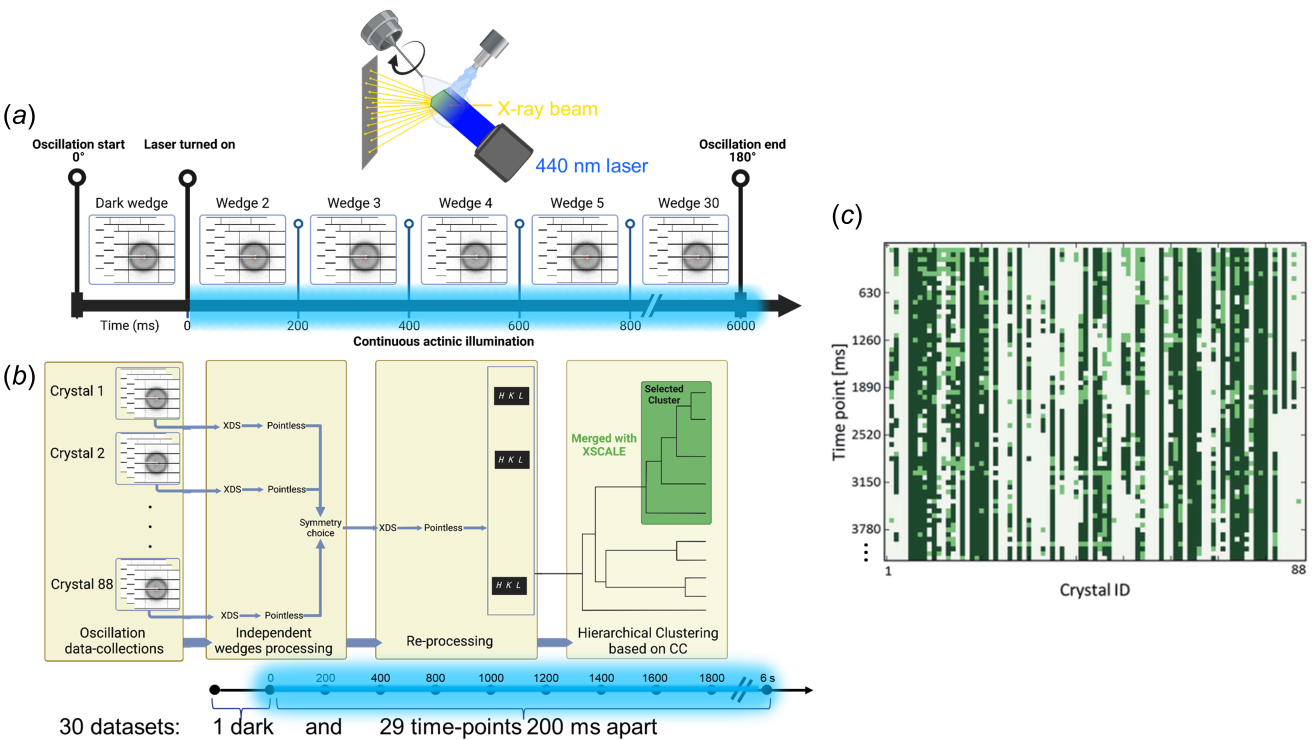 X-ray beam
440 nm laser
(a)
Oscillation start
0°
Laser turned on
Oscillation end
180°
Dark wedge
Wedge 2
Wedge 3
Wedge 4
Wedge 5
Wedge 30
Time (ms)
0
200
400
600
800
6000
Continuous actinic illumination
(b)
Crystal 1
Crystal 2
Crystal 88
Oscillation
data-collections
XDS
Pointless
XDS
Pointless
Symmetry
choice
XDS
Pointless
Independent
wedges processing
XDS
Pointless
Re-processing
H K L
H K L
H K L
Selected
Cluster
Merged with
XSCALE
Hierarchical Clustering
based on CC
0
200
400
800
1000
1200
1400
1600
1800
6 s
30 datasets:
1 dark
and
29 time-points 200 ms apart
(c)
Time point [ms]
630
1260
1890
2520
3150
3780
1
88
Crystal ID